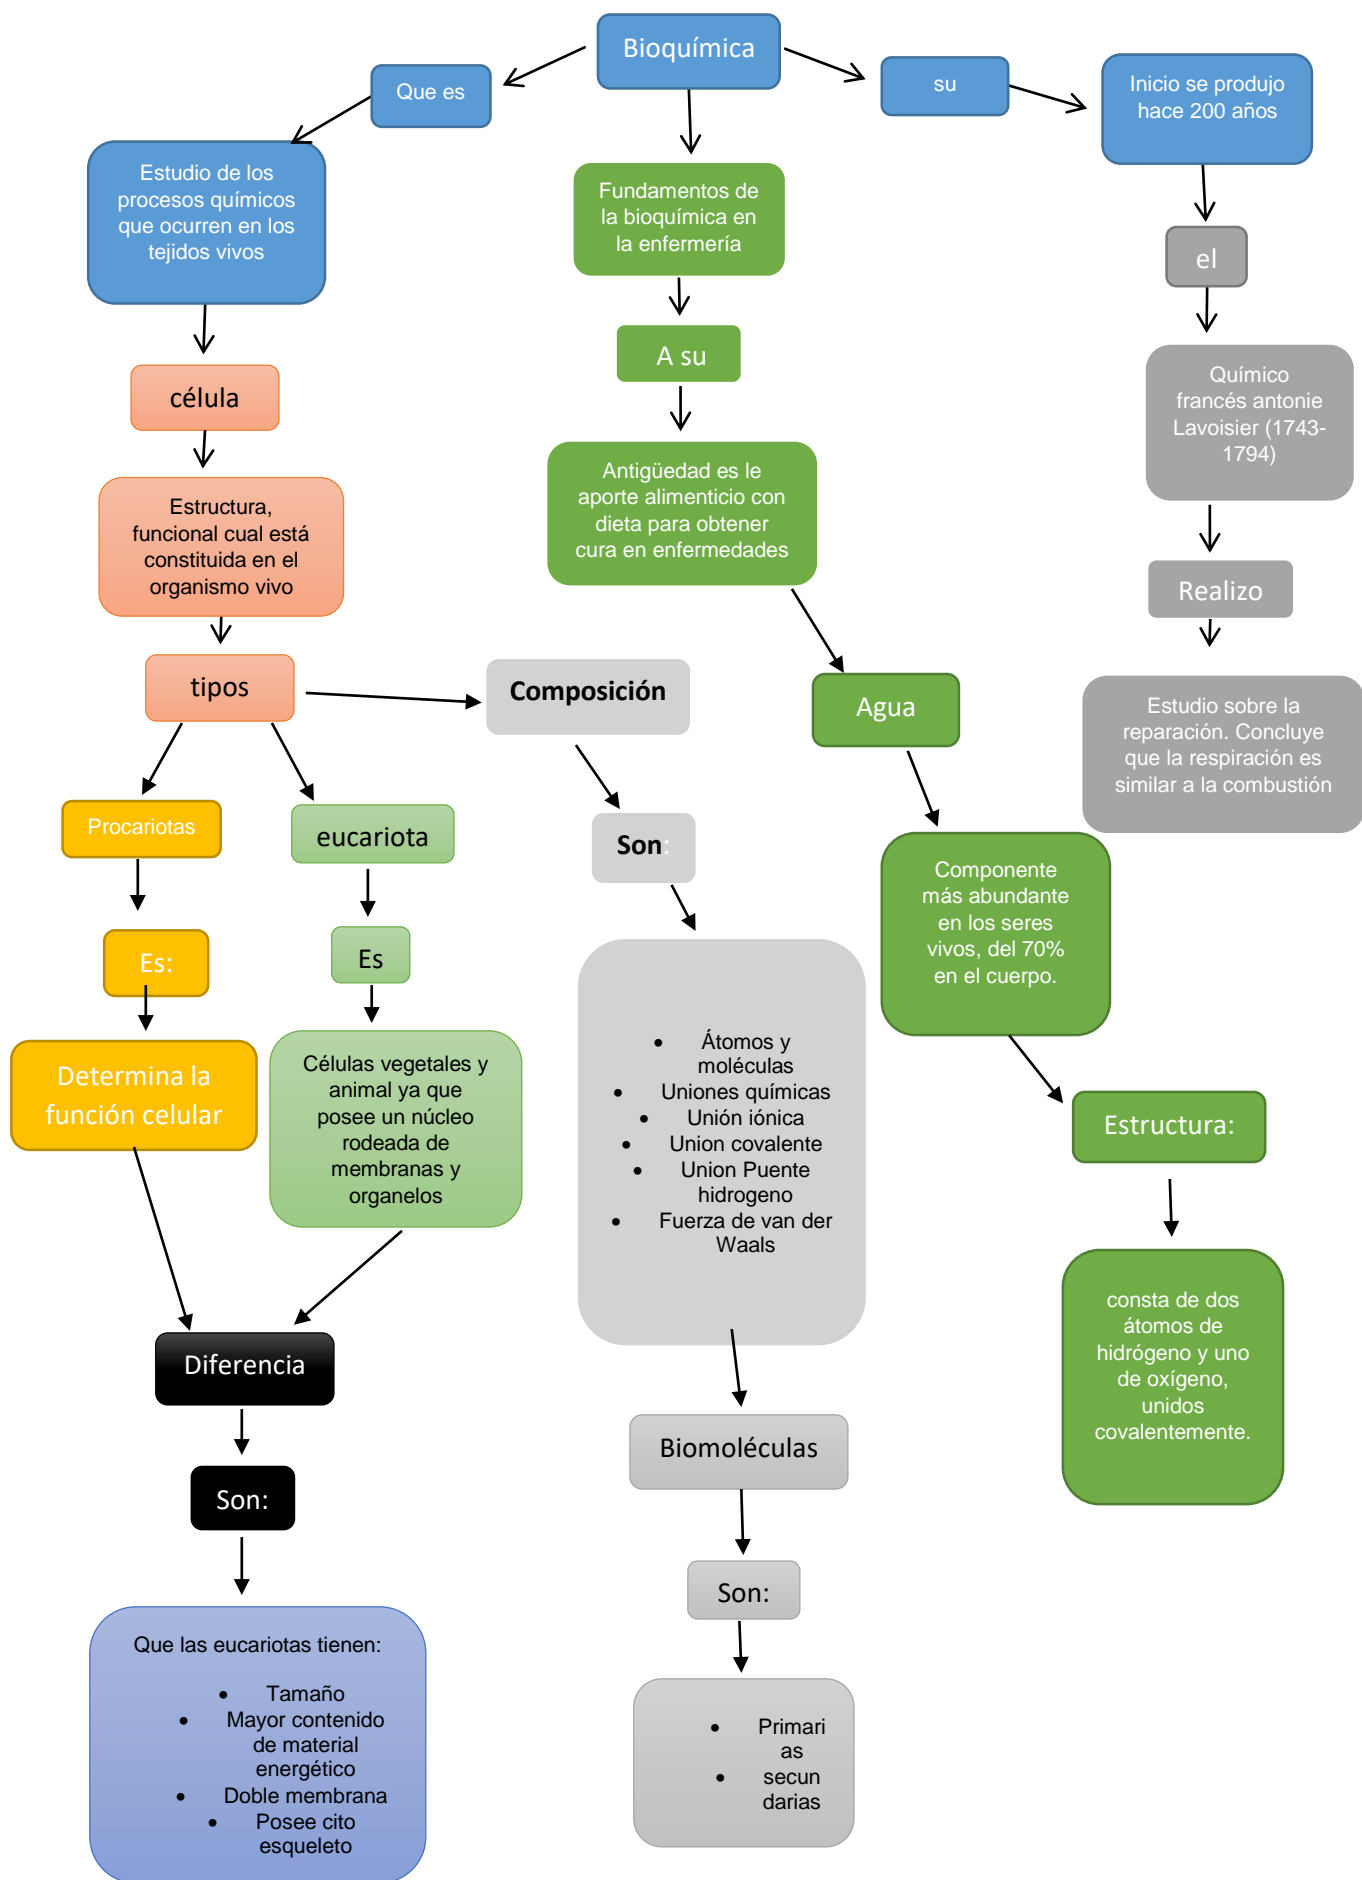 Bioquímica
Que es
su
Inicio se produjo
hace 200 años
Estudio de los
procesos químicos
que ocurren en los
tejidos vivos
Fundamentos de
la bioquímica en
la enfermería
el
A su
célula
Químico
francés antonie
Lavoisier (1743-
1794)
Antigüedad es le
aporte alimenticio con
dieta para obtener
cura en enfermedades
Estructura,
funcional cual está
constituida en el
organismo vivo
Realizo
tipos
Composición
Agua
Estudio sobre la
reparación. Concluye
que la respiración es
similar a la combustión
Procariotas
eucariota
Son:
Componente
más abundante
en los seres
vivos, del 70%
en el cuerpo.
Es:
Es
Determina la
función celular
Células vegetales y
animal ya que
posee un núcleo
rodeada de
membranas y
organelos
• Átomos y
moléculas
• Uniones químicas
• Unión iónica
• Union covalente
• Union Puente
hidrogeno
• Fuerza de van der
Waals
Estructura:
consta de dos
átomos de
hidrógeno y uno
de oxígeno,
unidos
covalentemente.
Diferencia
Biomoléculas
Son:
Son:
Que las eucariotas tienen:
• Tamaño
• Mayor contenido
de material
energético
• Doble membrana
• Posee cito
esqueleto
• Primari
as
• secun
darias